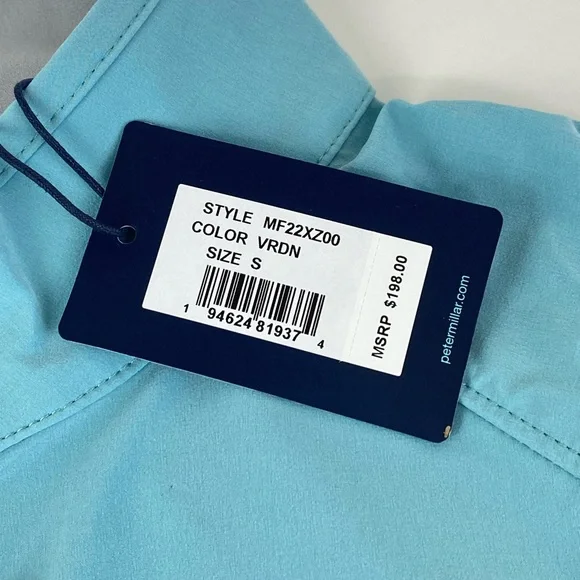 STYLE MF22XZ00
COLOR VRDN
SIZE S
1 94624 81937 4
MSRP $198.00
petermillar.com